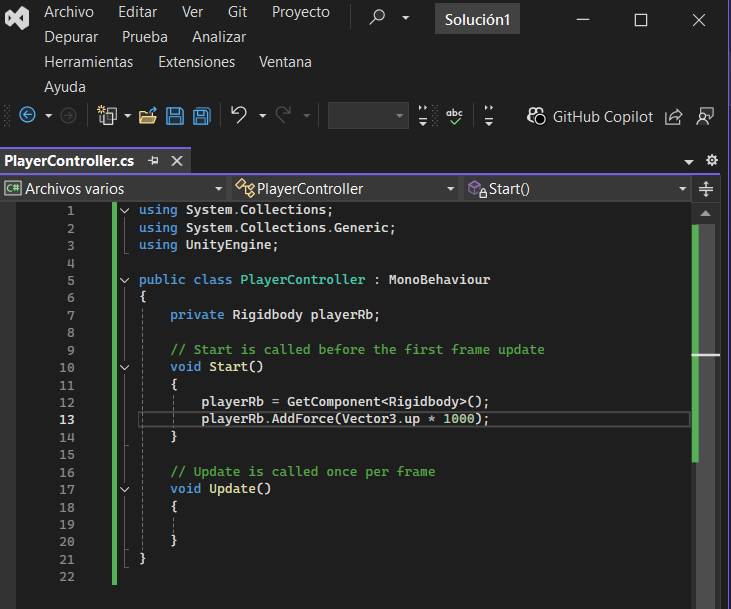 Archivo Editar Ver Git Proyecto
Depurar Prueba Analizar
Herramientas Extensiones Ventana
Ayuda
Solución1
abc
GitHub Copilot
PlayerController.cs
C# Archivos varios PlayerController Start()
1 using System.Collections;
2 using System.Collections.Generic;
3 using UnityEngine;
4
5 public class PlayerController : MonoBehaviour
6 {
7 private Rigidbody playerRb;
8
9 // Start is called before the first frame update
10 void Start()
11 {
12 playerRb = GetComponent<Rigidbody>();
13 playerRb.AddForce(Vector3.up * 1000);
14 }
15
16 // Update is called once per frame
17 void Update()
18 {
19
20 }
21 }
22